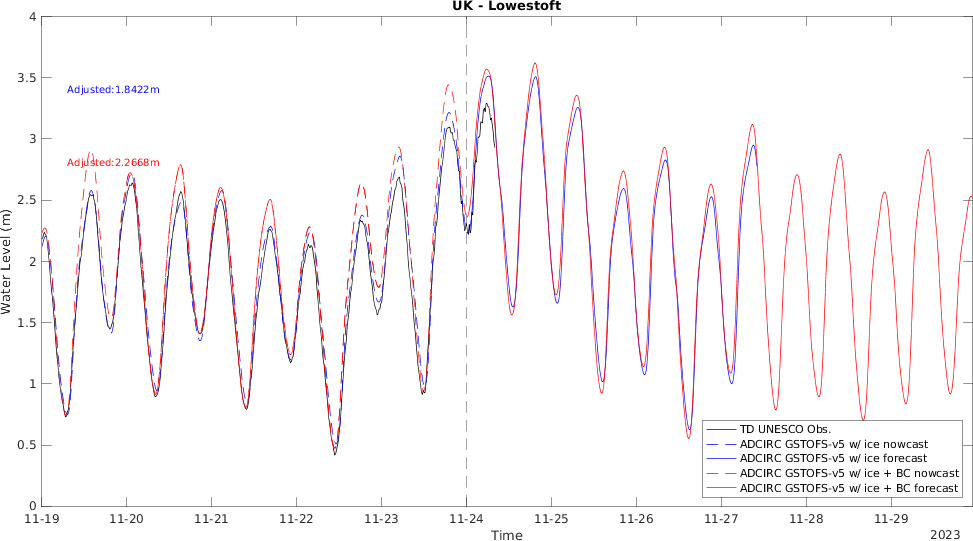 UK - Lowestoft
4
3.5
3
2.5
2
1.5
1
0.5
0
Water Level (m)
Adjusted:1.8422m
Adjusted:2.2668m
TD UNESCO Obs.
ADCIRC GSTOFS-v5 w/ ice nowcast
ADCIRC GSTOFS-v5 w/ ice forecast
ADCIRC GSTOFS-v5 w/ ice + BC nowcast
ADCIRC GSTOFS-v5 w/ ice + BC forecast
11-19 11-20 11-21 11-22 11-23 11-24 11-25 11-26 11-27 11-28 11-29
Time
2023